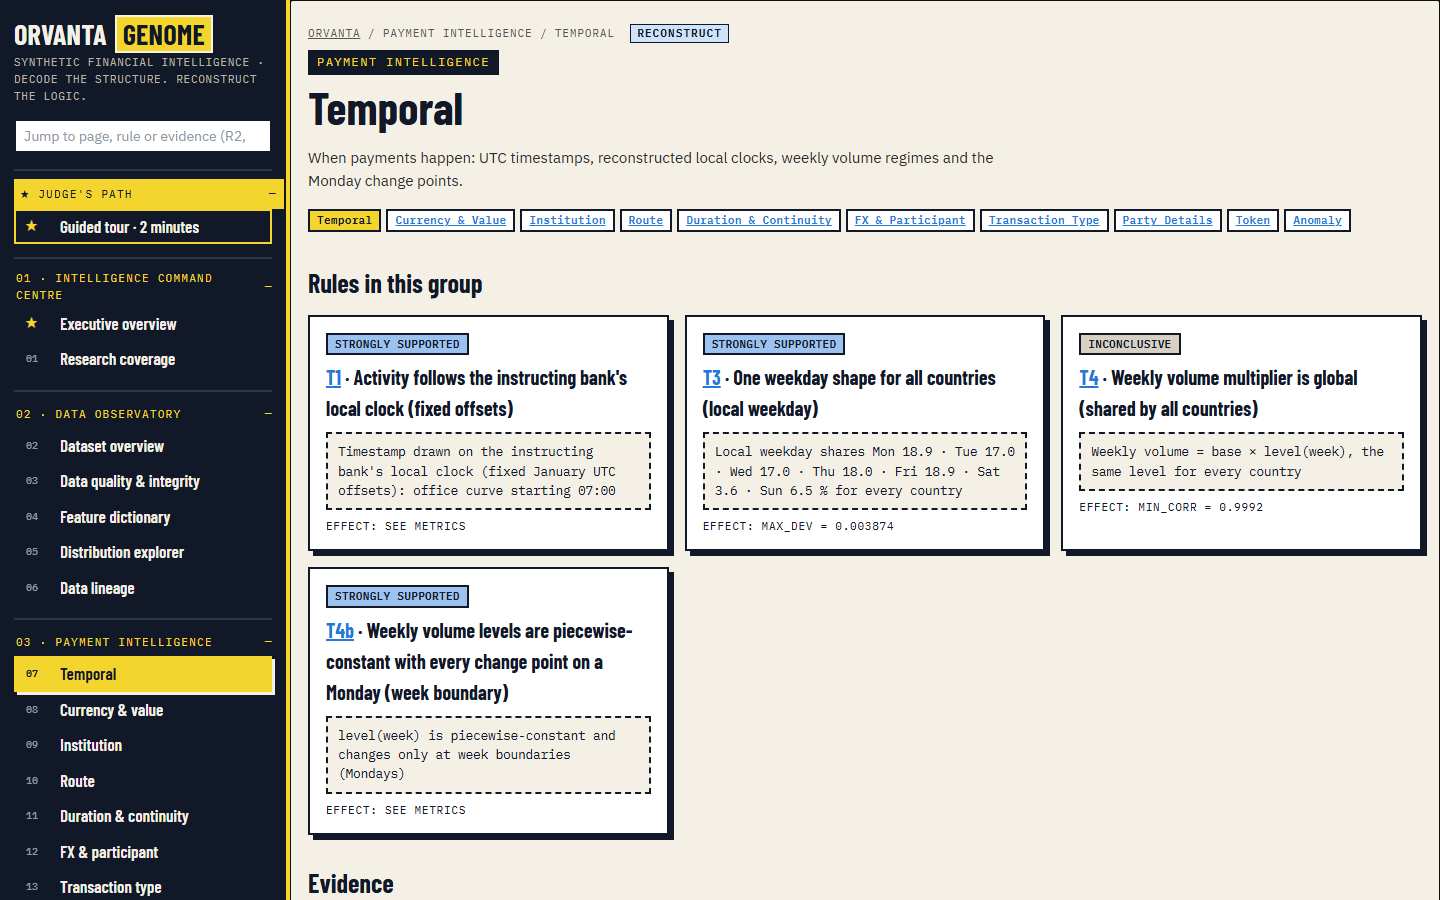 ORVANTA GENOME
SYNTHETIC FINANCIAL INTELLIGENCE ·
DECODE THE STRUCTURE. RECONSTRUCT
THE LOGIC.
Jump to page, rule or evidence (R2,
★ JUDGE'S PATH –
★ Guided tour · 2 minutes
01 · INTELLIGENCE COMMAND
CENTRE –
★ Executive overview
01 Research coverage
02 · DATA OBSERVATORY –
02 Dataset overview
03 Data quality & integrity
04 Feature dictionary
05 Distribution explorer
06 Data lineage
03 · PAYMENT INTELLIGENCE –
07 Temporal
08 Currency & value
09 Institution
10 Route
11 Duration & continuity
12 FX & participant
13 Transaction type
ORVANTA / PAYMENT INTELLIGENCE / TEMPORAL RECONSTRUCT
PAYMENT INTELLIGENCE
Temporal
When payments happen: UTC timestamps, reconstructed local clocks, weekly volume regimes and the
Monday change points.
Temporal Currency & Value Institution Route Duration & Continuity FX & Participant Transaction Type Party Details Token Anomaly
Rules in this group
STRONGLY SUPPORTED
T1 · Activity follows the instructing bank's
local clock (fixed offsets)
Timestamp drawn on the instructing
bank's local clock (fixed January UTC
offsets): office curve starting 07:00
EFFECT: SEE METRICS
STRONGLY SUPPORTED
T3 · One weekday shape for all countries
(local weekday)
Local weekday shares Mon 18.9 · Tue 17.0
· Wed 17.0 · Thu 18.0 · Fri 18.9 · Sat
3.6 · Sun 6.5 % for every country
EFFECT: MAX_DEV = 0.003874
INCONCLUSIVE
T4 · Weekly volume multiplier is global
(shared by all countries)
Weekly volume = base × level(week), the
same level for every country
EFFECT: MIN_CORR = 0.9992
STRONGLY SUPPORTED
T4b · Weekly volume levels are piecewise-
constant with every change point on a
Monday (week boundary)
level(week) is piecewise-constant and
changes only at week boundaries
(Mondays)
EFFECT: SEE METRICS
Evidence